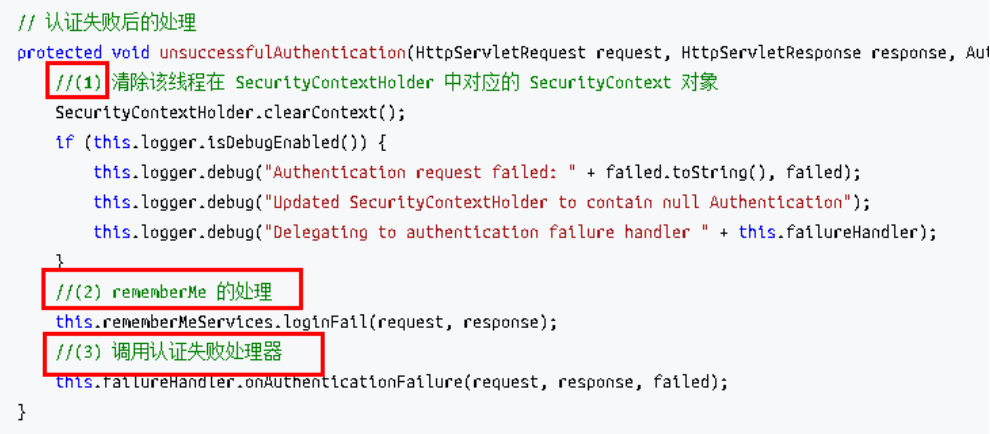 // 认证失败后的处理
protected void unsuccessfulAuthentication(HttpServletRequest request, HttpServletResponse response, Aut
//(1) 清除该线程在 SecurityContextHolder 中对应的 SecurityContext 对象
SecurityContextHolder.clearContext();
if (this.logger.isDebugEnabled()) {
this.logger.debug("Authentication request failed: " + failed.toString(), failed);
this.logger.debug("Updated SecurityContextHolder to contain null Authentication");
this.logger.debug("Delegating to authentication failure handler " + this.failureHandler);
}
//(2) rememberMe 的处理
this.rememberMeServices.loginFail(request, response);
//(3) 调用认证失败处理器
this.failureHandler.onAuthenticationFailure(request, response, failed);
}